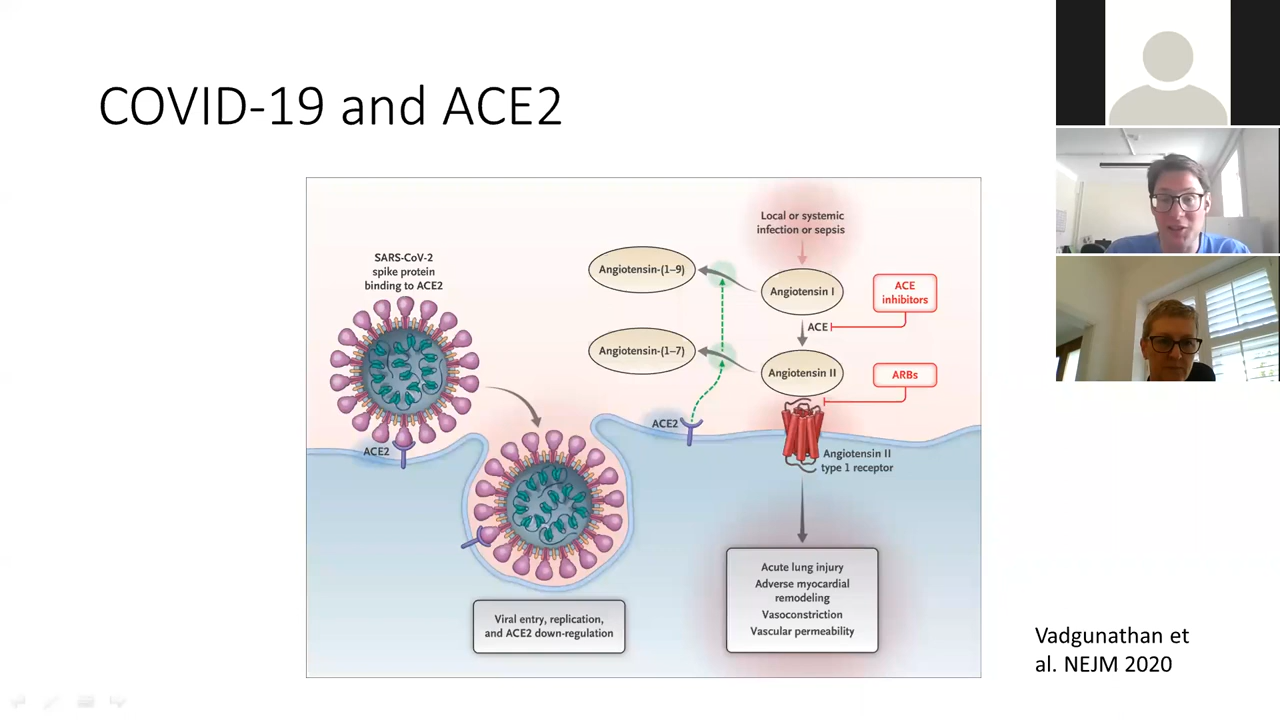 COVID-19 and ACE2
Local or systemic
infection or sepsis
SARS-CoV-2
spike protein
binding to ACE2
Angiotensin-(1–9)
Angiotensin I
ACE
inhibitors
ACE
Angiotensin-(1–7)
Angiotensin II
ARBs
ACE2
ACE2
Angiotensin II
type 1 receptor
Viral entry, replication,
and ACE2 down-regulation
Acute lung injury
Adverse myocardial
remodeling
Vasoconstriction
Vascular permeability
Vadgunathan et
al. NEJM 2020